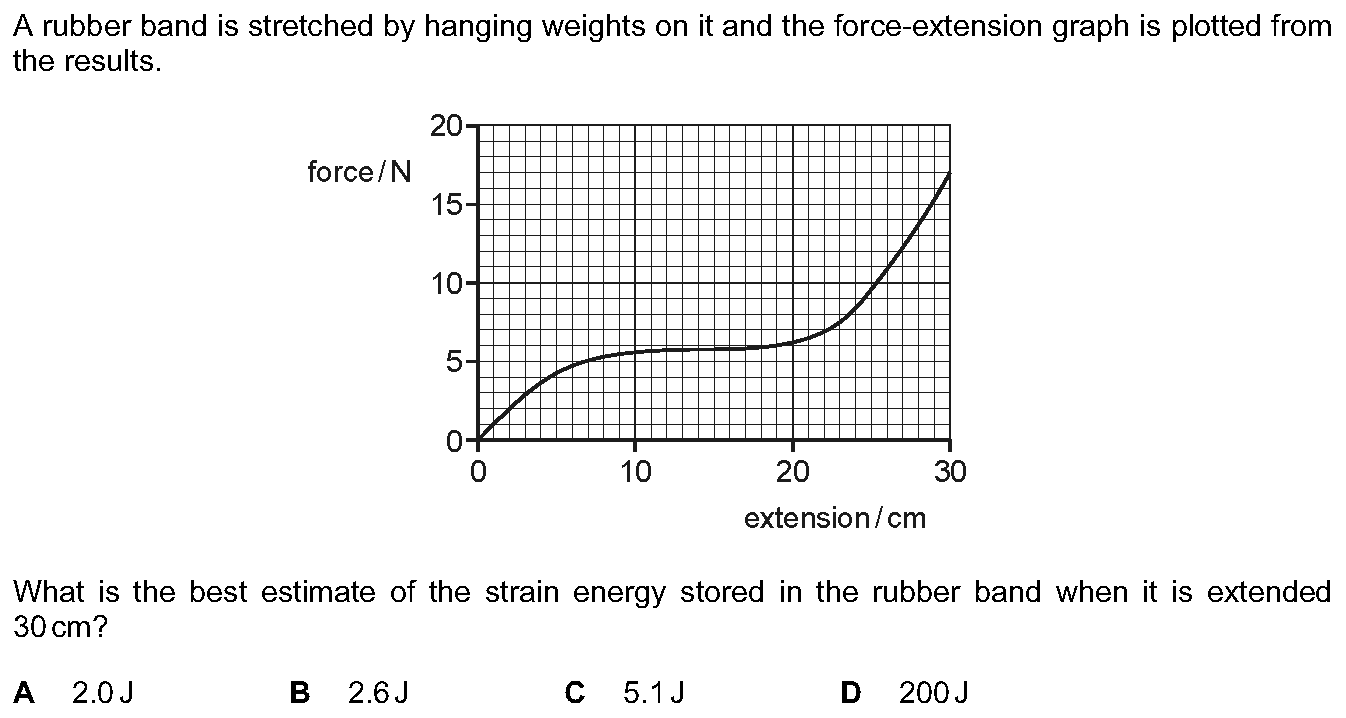 A rubber band is stretched by hanging weights on it and the force-extension graph is plotted from
the results.
20
force/N
15
10
5
0
0 10 20 30
extension/cm
What is the best estimate of the strain energy stored in the rubber band when it is extended
30 cm?
A 2.0 J B 2.6 J C 5.1 J D 200 J